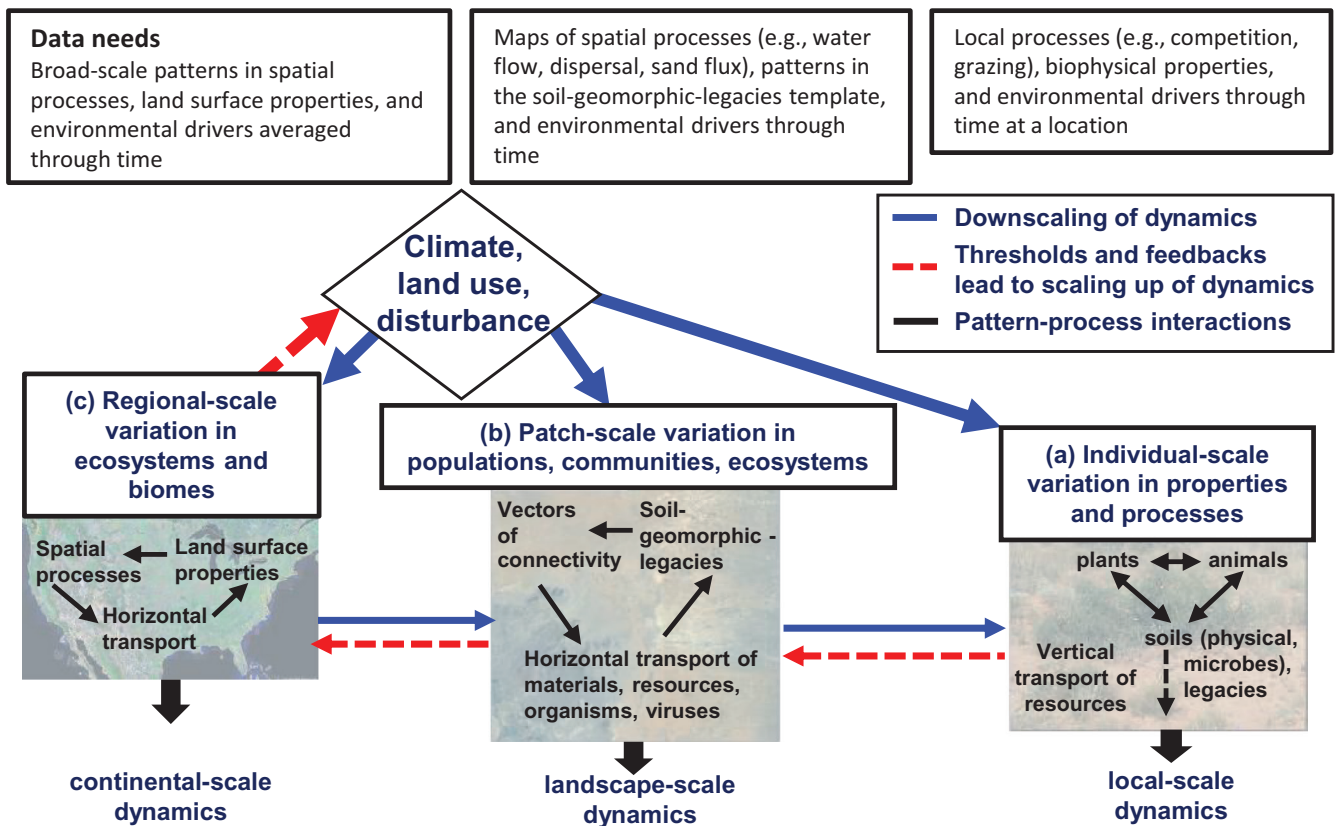 Data needs
Broad-scale patterns in spatial
processes, land surface properties, and
environmental drivers averaged
through time
Maps of spatial processes (e.g., water
flow, dispersal, sand flux), patterns in
the soil-geomorphic-legacies template,
and environmental drivers through
time
Local processes (e.g., competition,
grazing), biophysical properties,
and environmental drivers through
time at a location
Downscaling of dynamics
Thresholds and feedbacks
lead to scaling up of dynamics
Pattern-process interactions
Climate,
land use,
disturbance
(c) Regional-scale
variation in
ecosystems and
biomes
Spatial
processes
Land surface
properties
Horizontal
transport
continental-scale
dynamics
(b) Patch-scale variation in
populations, communities, ecosystems
Vectors
of
connectivity
Soil-
geomorphic -
legacies
Horizontal transport of
materials, resources,
organisms, viruses
landscape-scale
dynamics
(a) Individual-scale
variation in properties
and processes
plants
animals
soils (physical,
microbes),
legacies
Vertical
transport of
resources
local-scale
dynamics